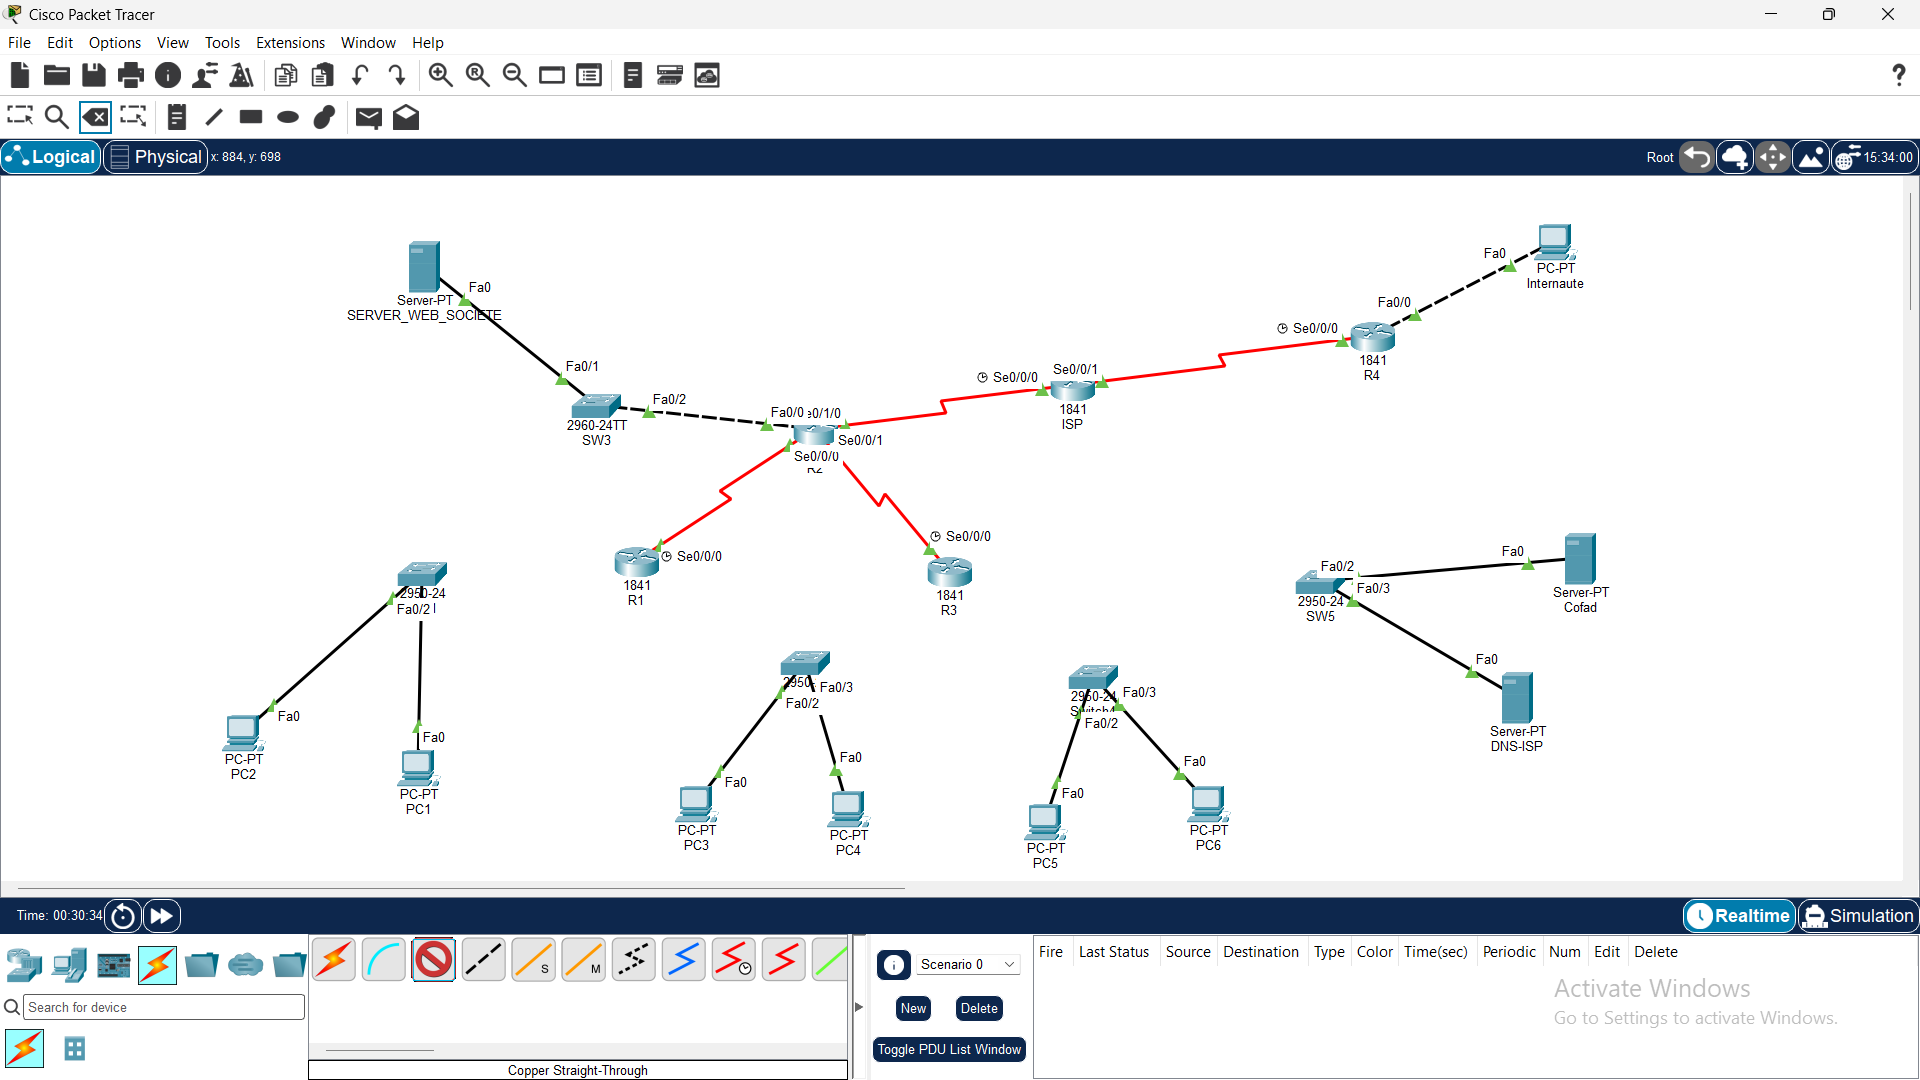 Cisco Packet Tracer
File Edit Options View Tools Extensions Window Help
Logical Physical x: 884, y: 698
Root 15:34:00
Fa0
Server-PT
SERVER_WEB_SOCIETE
Fa0/1
Fa0/2
2960-24TT
SW3
Fa0/0
Se0/0/1
Se0/0/0
R2
Se0/0/0
Se0/0/1
1841
ISP
Se0/0/0
Fa0/0
1841
R4
Fa0
PC-PT
Internaute
Se0/0/0
1841
R1
Se0/0/0
1841
R3
2950-24
Fa0/2
Fa0
PC-PT
PC2
Fa0
PC-PT
PC1
Fa0/3
Fa0/2
Fa0
PC-PT
PC3
Fa0
PC-PT
PC4
2950-24
Switch4
Fa0/3
Fa0/2
Fa0
PC-PT
PC5
Fa0
PC-PT
PC6
Fa0/2
Fa0/3
2950-24
SW5
Fa0
Server-PT
Cofad
Fa0
Server-PT
DNS-ISP
Time: 00:30:34
Realtime Simulation
Search for device
S
M
Copper Straight-Through
Scenario 0
New Delete
Toggle PDU List Window
Fire Last Status Source Destination Type Color Time(sec) Periodic Num Edit Delete
Activate Windows
Go to Settings to activate Windows.